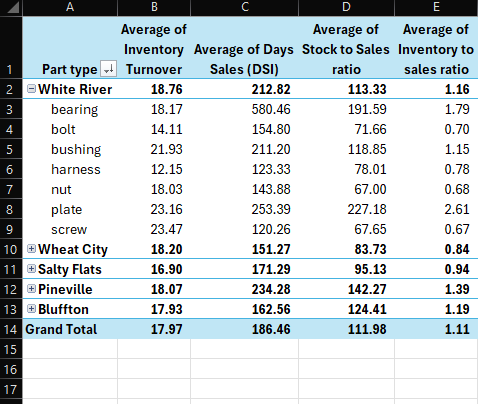 A B C D E
1 Part type Average of Inventory Turnover Average of Days Sales (DSI) Average of Stock to Sales ratio Average of Inventory to sales ratio
2 White River 18.76 212.82 113.33 1.16
3 bearing 18.17 580.46 191.59 1.79
4 bolt 14.11 154.80 71.66 0.70
5 bushing 21.93 211.20 118.85 1.15
6 harness 12.15 123.33 78.01 0.78
7 nut 18.03 143.88 67.00 0.68
8 plate 23.16 253.39 227.18 2.61
9 screw 23.47 120.26 67.65 0.67
10 Wheat City 18.20 151.27 83.73 0.84
11 Salty Flats 16.90 171.29 95.13 0.94
12 Pineville 18.07 234.28 142.27 1.39
13 Bluffton 17.93 162.56 124.41 1.19
14 Grand Total 17.97 186.46 111.98 1.11
15
16
17